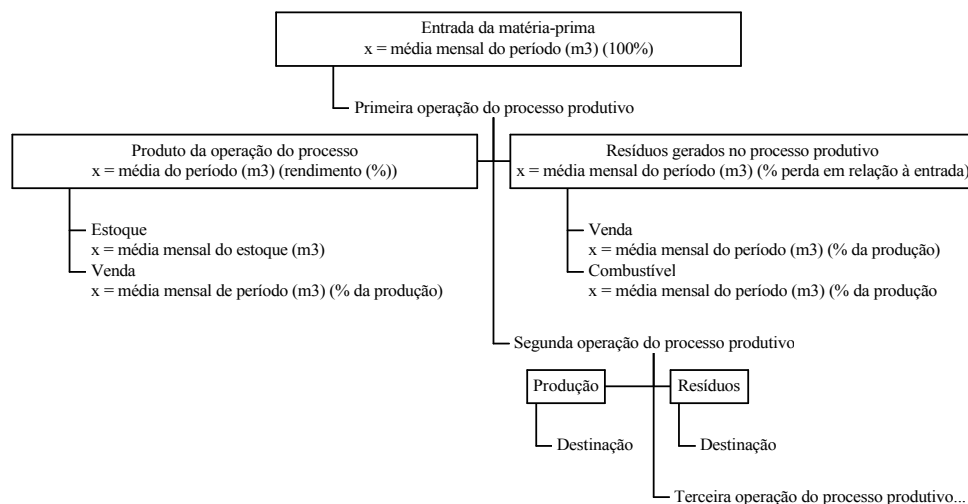 Entrada da matéria-prima
x = média mensal do período (m3) (100%)
Primeira operação do processo produtivo
Produto da operação do processo
x = média do período (m3) (rendimento (%))
Resíduos gerados no processo produtivo
x = média mensal do período (m3) (% perda em relação à entrada)
Estoque
x = média mensal do estoque (m3)
Venda
x = média mensal de período (m3) (% da produção)
Venda
x = média mensal do período (m3) (% da produção)
Combustível
x = média mensal do período (m3) (% da produção
Segunda operação do processo produtivo
Produção
Resíduos
Destinação
Destinação
Terceira operação do processo produtivo...